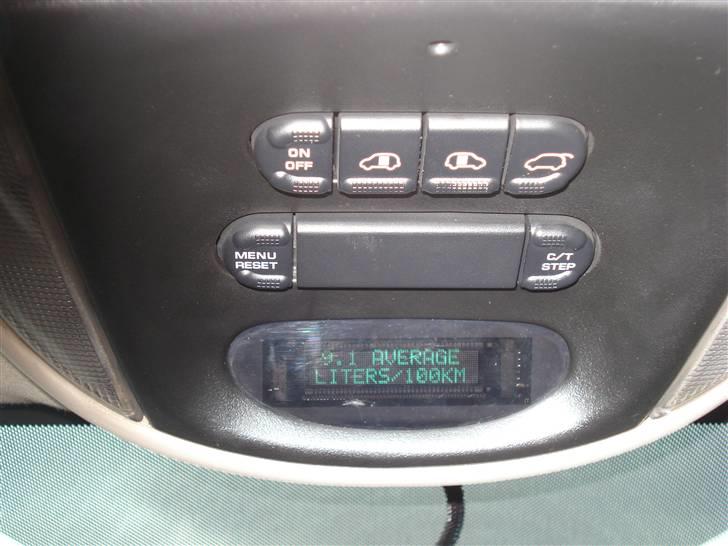 ON
OFF
MENU
RESET
C/T
STEP
9.1 AVERAGE
LITERS/100KM